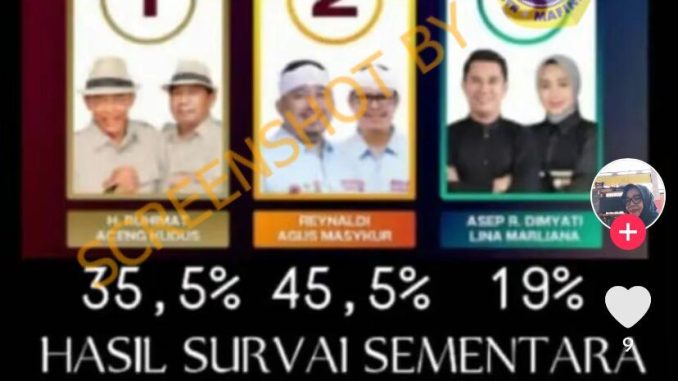 1 2
H. RUHIMAT REYNALDI ASEP R. DIMYATI
ACENG KUDUS AGUS MASYKUR LINA MARLIANA
SCREENSHOT BY
35,5% 45,5% 19%
9
HASIL SURVAI SEMENTARA